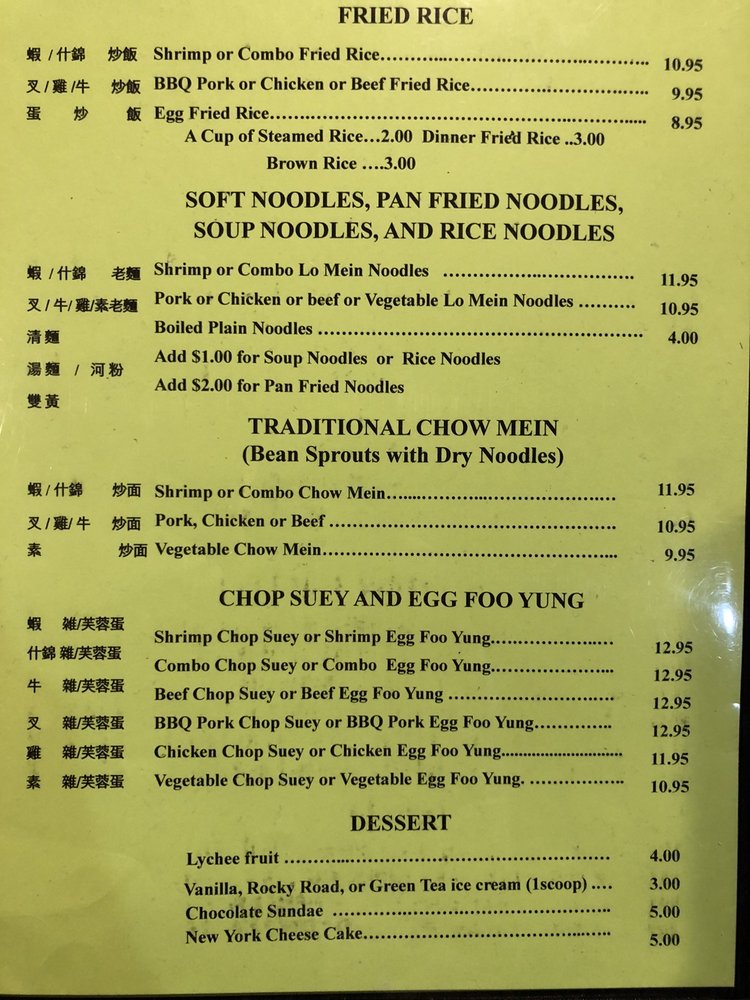 FRIED RICE
蝦 / 什錦 炒飯 Shrimp or Combo Fried Rice................................................ 10.95
叉 / 雞 / 牛 炒飯 BBQ Pork or Chicken or Beef Fried Rice................................ 9.95
蛋 炒 飯 Egg Fried Rice................................................................ 8.95
A Cup of Steamed Rice...2.00 Dinner Fried Rice ..3.00
Brown Rice ....3.00
SOFT NOODLES, PAN FRIED NOODLES,
SOUP NOODLES, AND RICE NOODLES
蝦 / 什錦 老麵 Shrimp or Combo Lo Mein Noodles ................................ 11.95
叉 / 牛/ 雞/素老麵 Pork or Chicken or beef or Vegetable Lo Mein Noodles .......... 10.95
清麵 Boiled Plain Noodles ....................................................... 4.00
湯麵 / 河粉 Add $1.00 for Soup Noodles or Rice Noodles
雙黃 Add $2.00 for Pan Fried Noodles
TRADITIONAL CHOW MEIN
(Bean Sprouts with Dry Noodles)
蝦 / 什錦 炒面 Shrimp or Combo Chow Mein....................................... 11.95
叉 / 雞/ 牛 炒面 Pork, Chicken or Beef ................................................ 10.95
素 炒面 Vegetable Chow Mein.................................................. 9.95
CHOP SUEY AND EGG FOO YUNG
蝦 雜/芙蓉蛋 Shrimp Chop Suey or Shrimp Egg Foo Yung..................... 12.95
什錦 雜/芙蓉蛋 Combo Chop Suey or Combo Egg Foo Yung..................... 12.95
牛 雜/芙蓉蛋 Beef Chop Suey or Beef Egg Foo Yung ............................ 12.95
叉 雜/芙蓉蛋 BBQ Pork Chop Suey or BBQ Pork Egg Foo Yung............. 12.95
雞 雜/芙蓉蛋 Chicken Chop Suey or Chicken Egg Foo Yung............................ 11.95
素 雜/芙蓉蛋 Vegetable Chop Suey or Vegetable Egg Foo Yung. ................ 10.95
DESSERT
Lychee fruit ....................................................... 4.00
Vanilla, Rocky Road, or Green Tea ice cream (1scoop) .... 3.00
Chocolate Sundae .............................................. 5.00
New York Cheese Cake.......................................... 5.00